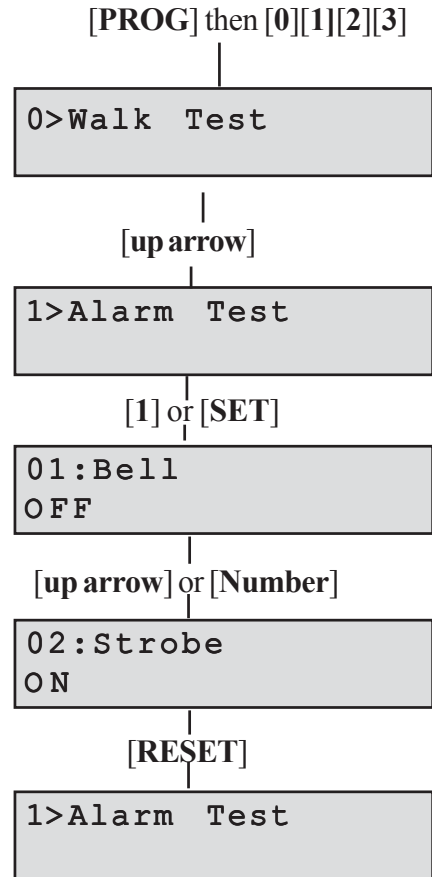 [PROG] then [0][1][2][3]
0>Walk Test
[up arrow]
1>Alarm Test
[1] or [SET]
01:Bell
OFF
[up arrow] or [Number]
02:Strobe
ON
[RESET]
1>Alarm Test